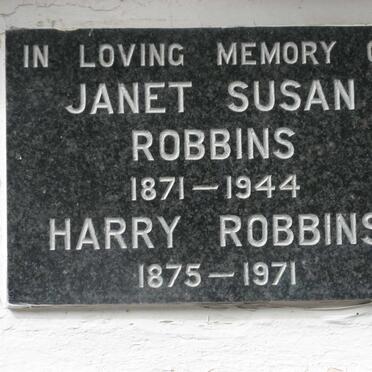 IN LOVING MEMORY O
JANET SUSAN
ROBBINS
1871 – 1944
HARRY ROBBINS
1875 – 1971